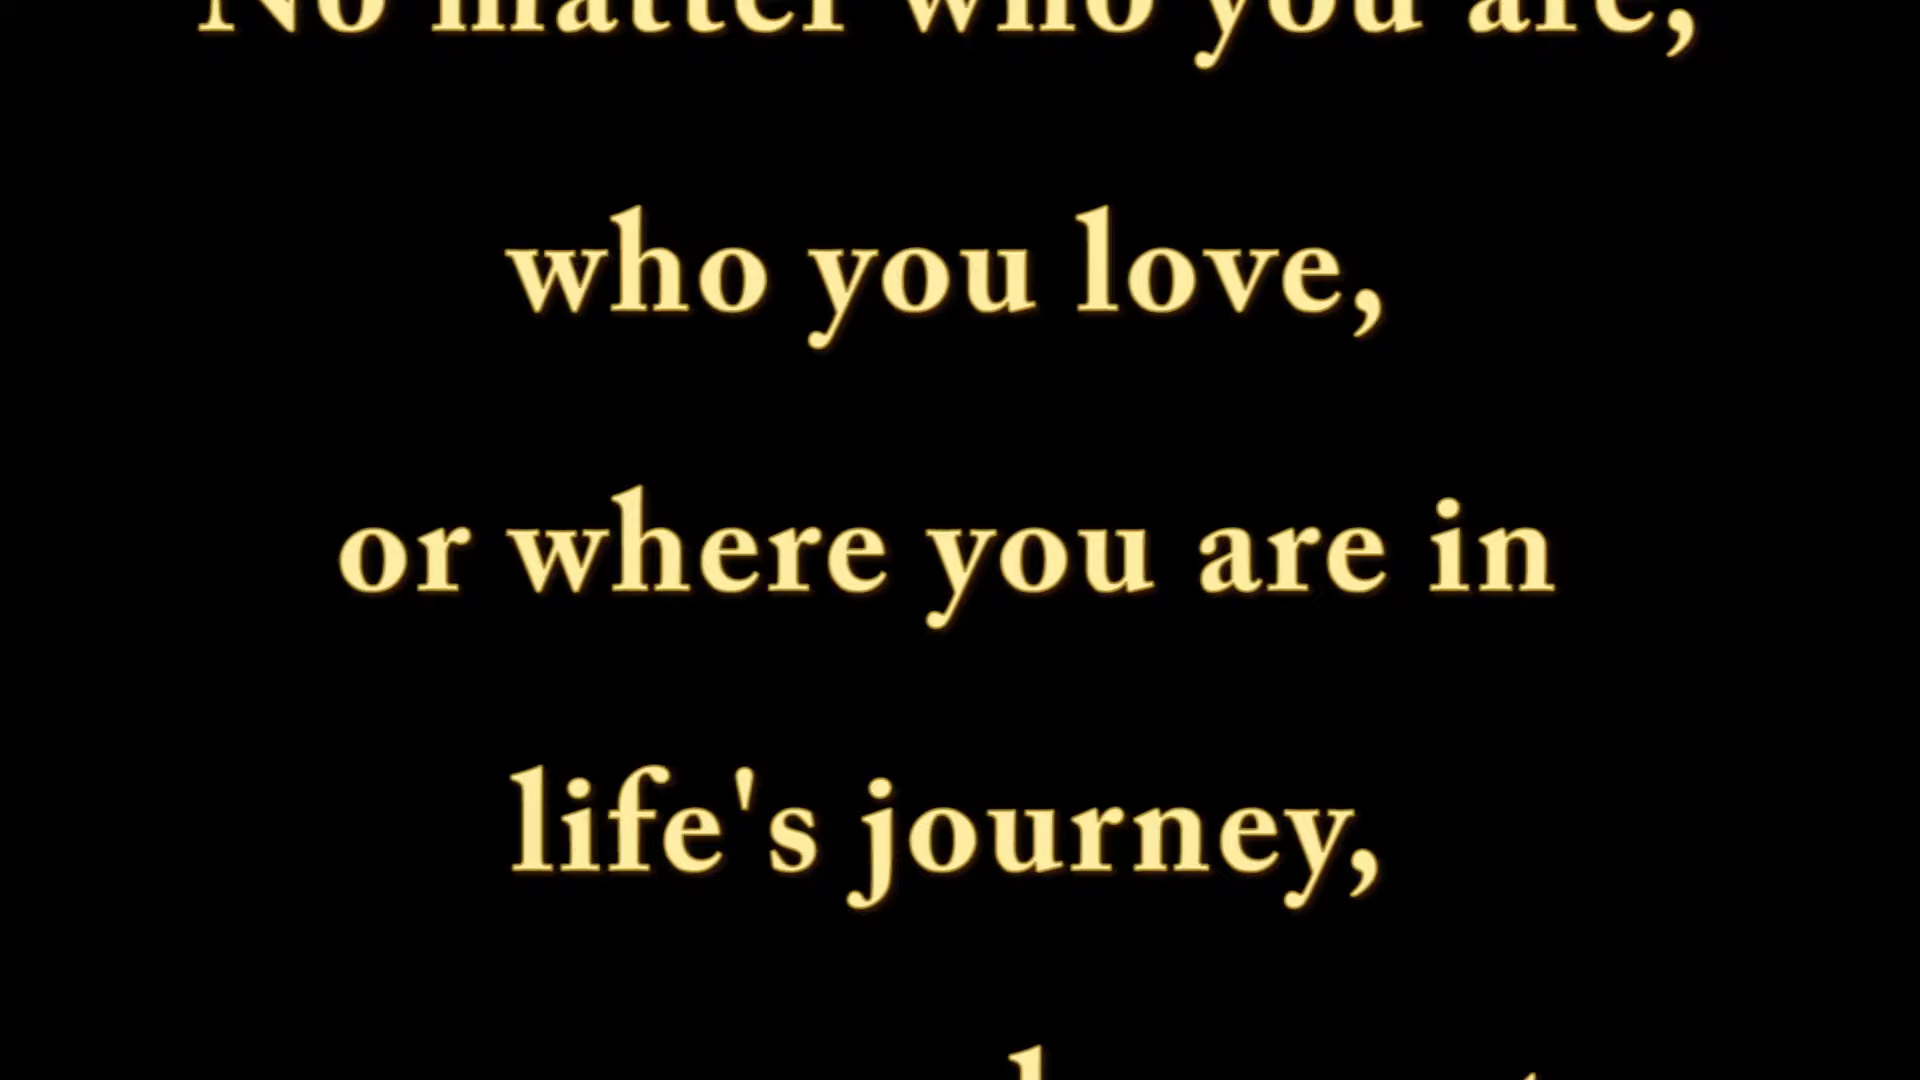 No matter who you are,
who you love,
or where you are in
life's journey,